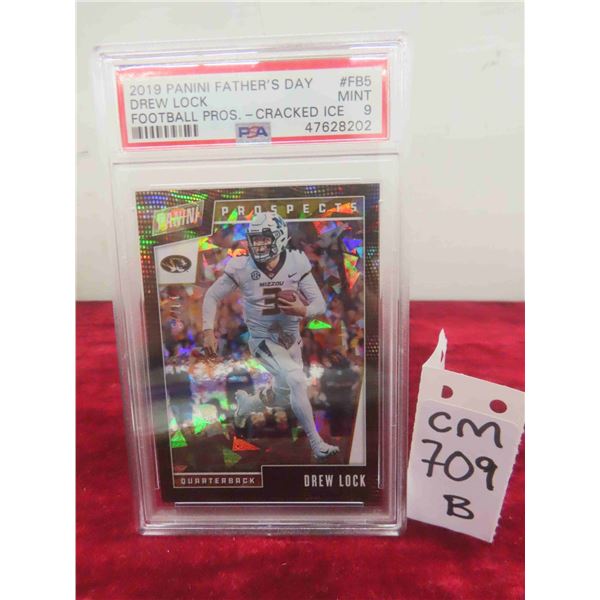 2019 PANINI FATHER'S DAY #FB5
DREW LOCK MINT
FOOTBALL PROS. - CRACKED ICE 9
PSA 47628202
PANINI PROSPECTS
MIZZOU
3
QUARTERBACK DREW LOCK
CM
709
B